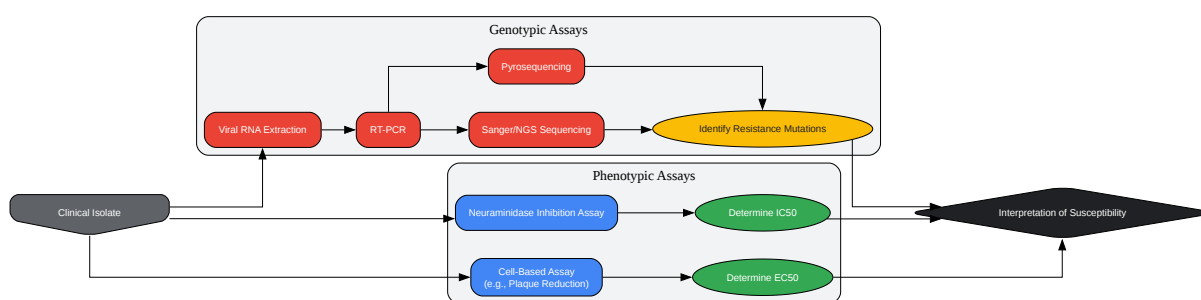 Genotypic Assays
Pyrosequencing
Viral RNA Extraction
RT-PCR
Sanger/NGS Sequencing
Identify Resistance Mutations
Phenotypic Assays
Clinical Isolate
Neuraminidase Inhibition Assay
Determine IC50
Interpretation of Susceptibility
Cell-Based Assay
(e.g., Plaque Reduction)
Determine EC50